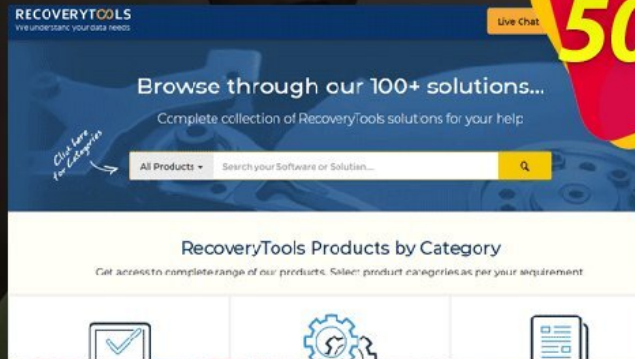 RECOVERYTOOLS
We understand your data needs
Live Chat
50
Browse through our 100+ solutions...
Complete collection of RecoveryTools solutions for your help
Click here
for Categories
All Products
Search your Software or Solution...
RecoveryTools Products by Category
Get access to complete range of our products. Select product categories as per your requirement